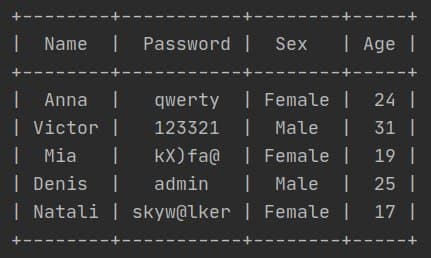 +--------+-----------+--------+-----+
|  Name  |  Password |  Sex   | Age |
+--------+-----------+--------+-----+
|  Anna  |   qwerty  | Female |  24 |
| Victor |   123321  |  Male  |  31 |
|  Mia   |   kX)fa@  | Female |  19 |
| Denis  |   admin   |  Male  |  25 |
| Natali | skyw@lker | Female |  17 |
+--------+-----------+--------+-----+